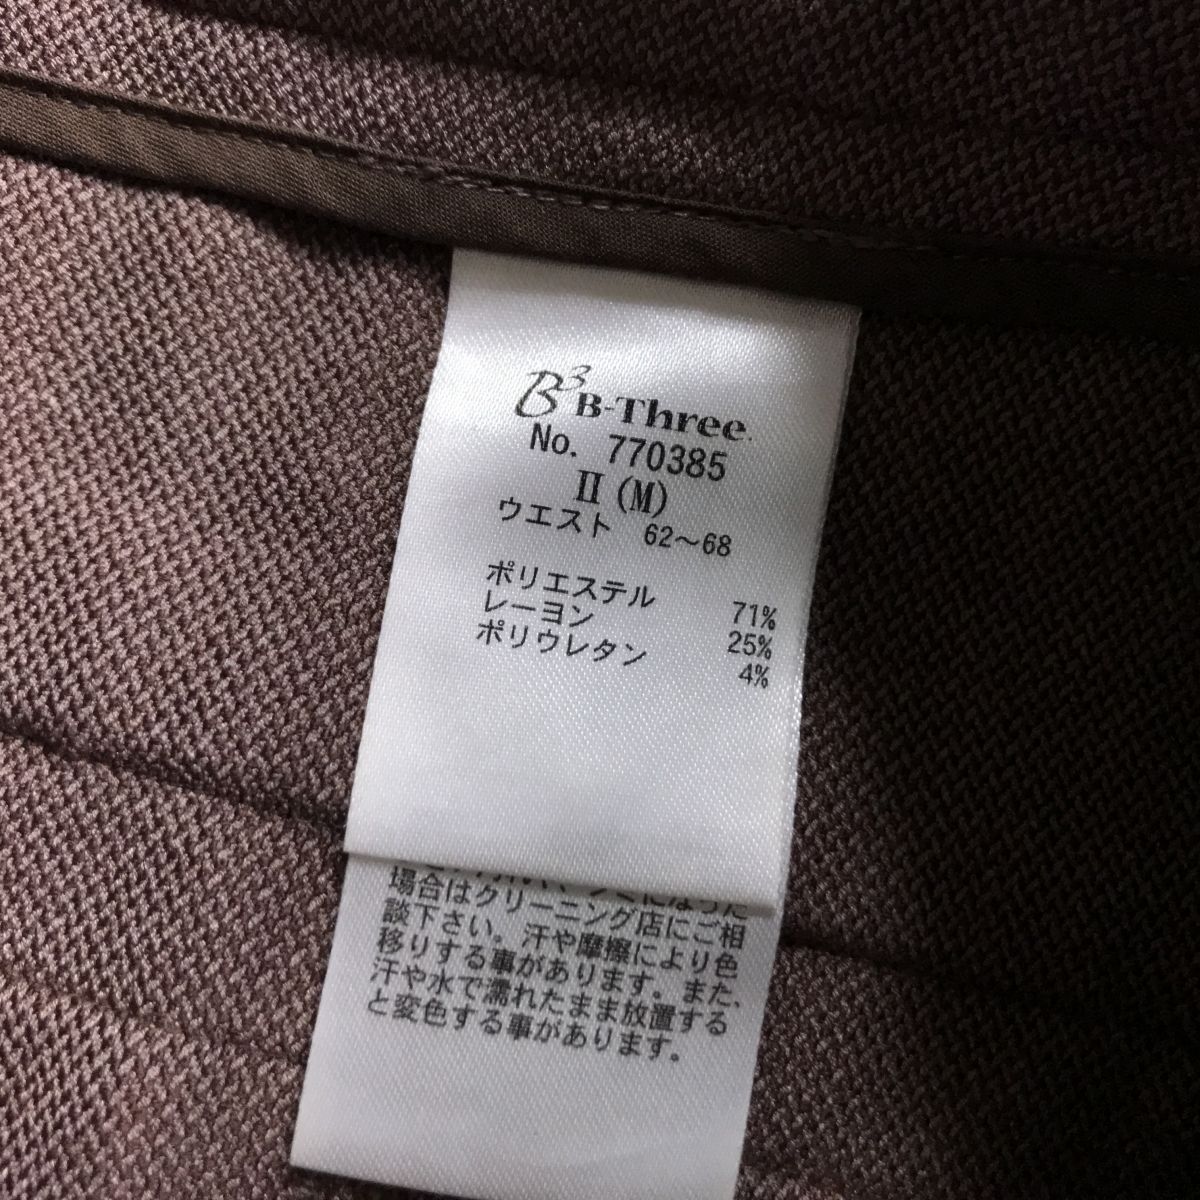 B3 B-Three
No. 770385
Ⅱ(M)
ウエスト 62～68
ポリエステル 71%
レーヨン 25%
ポリウレタン 4%
になった
場合はクリーニング店にご相
談下さい。汗や摩擦により色
移りする事があります。また、
汗や水で濡れたまま放置する
と変色する事があります。